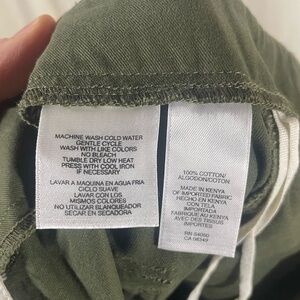 MACHINE WASH COLD WATER
GENTLE CYCLE
WASH WITH LIKE COLORS
NO BLEACH
TUMBLE DRY LOW HEAT
PRESS WITH COOL IRON
IF NECESSARY
LAVAR A MAQUINA EN AGUA FRIA
CICLO SUAVE
LAVAR CON LOS
MISMOS COLORES
NO UTILIZAR BLANQUEADOR
SECAR EN SECADORA
100% COTTON/
ALGODON/COTON
MADE IN KENYA
OF IMPORTED FABRIC
HECHO EN KENYA
CON TELA
IMPORTADA
FABRIQUÉ AU KENYA
AVEC DES TISSUS
IMPORTÉS
RN 54050
CA 06349